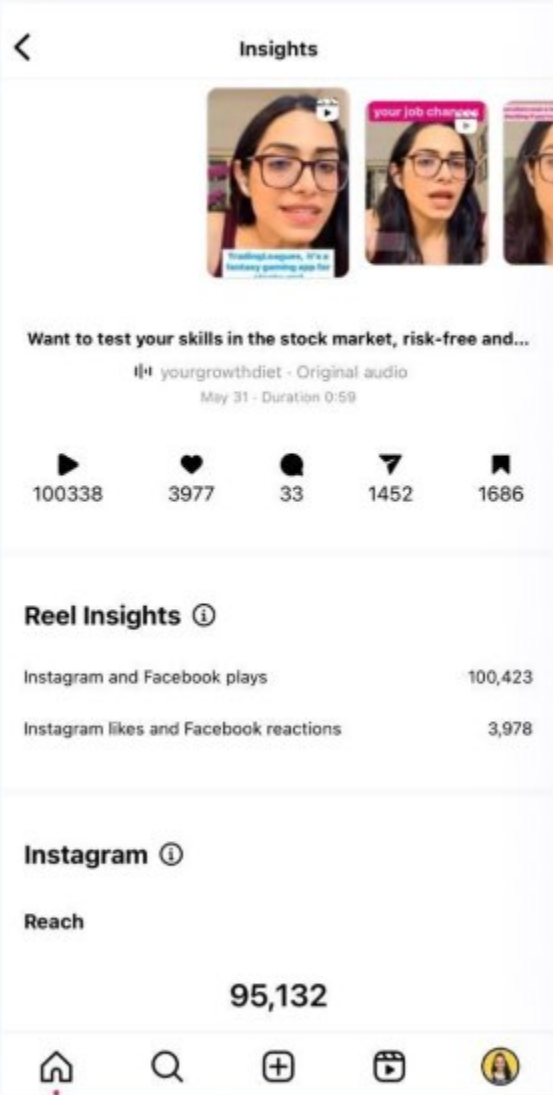 Insights
your job changes
TradingLeagues, it's a
fantasy gaming app for
Want to test your skills in the stock market, risk-free and...
yourgrowthdiet · Original audio
May 31 · Duration 0:59
100338 3977 33 1452 1686
Reel Insights
Instagram and Facebook plays 100,423
Instagram likes and Facebook reactions 3,978
Instagram
Reach
95,132